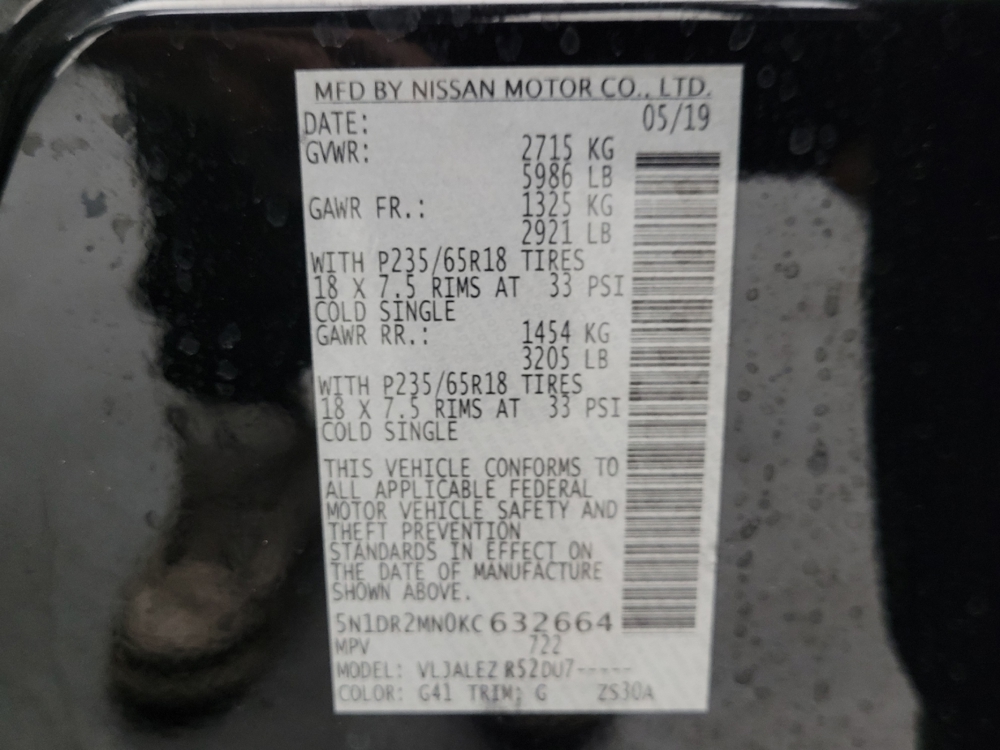 MFD BY NISSAN MOTOR CO., LTD.
DATE: 05/19
GVWR: 2715 KG
5986 LB
GAWR FR.: 1325 KG
2921 LB
WITH P235/65R18 TIRES
18 X 7.5 RIMS AT 33 PSI
COLD SINGLE
GAWR RR.: 1454 KG
3205 LB
WITH P235/65R18 TIRES
18 X 7.5 RIMS AT 33 PSI
COLD SINGLE
THIS VEHICLE CONFORMS TO
ALL APPLICABLE FEDERAL
MOTOR VEHICLE SAFETY AND
THEFT PREVENTION
STANDARDS IN EFFECT ON
THE DATE OF MANUFACTURE
SHOWN ABOVE.
5N1DR2MN0KC632664
MPV 722
MODEL: VLJALEZ R52DU7-----
COLOR: G41 TRIM: G ZS30A